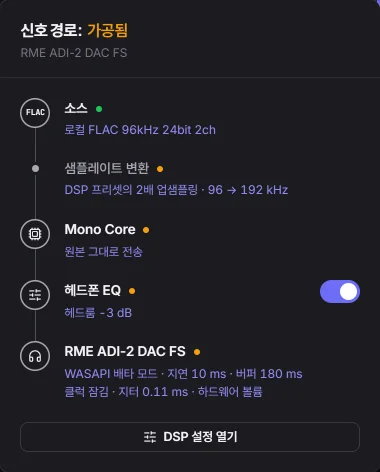 신호 경로: 가공됨
RME ADI-2 DAC FS
FLAC
소스
로컬 FLAC 96kHz 24bit 2ch
샘플레이트 변환
DSP 프리셋의 2배 업샘플링 · 96 → 192 kHz
Mono Core
원본 그대로 전송
헤드폰 EQ
헤드룸 -3 dB
RME ADI-2 DAC FS
WASAPI 배타 모드 · 지연 10 ms · 버퍼 180 ms
클럭 잠김 · 지터 0.11 ms · 하드웨어 볼륨
DSP 설정 열기